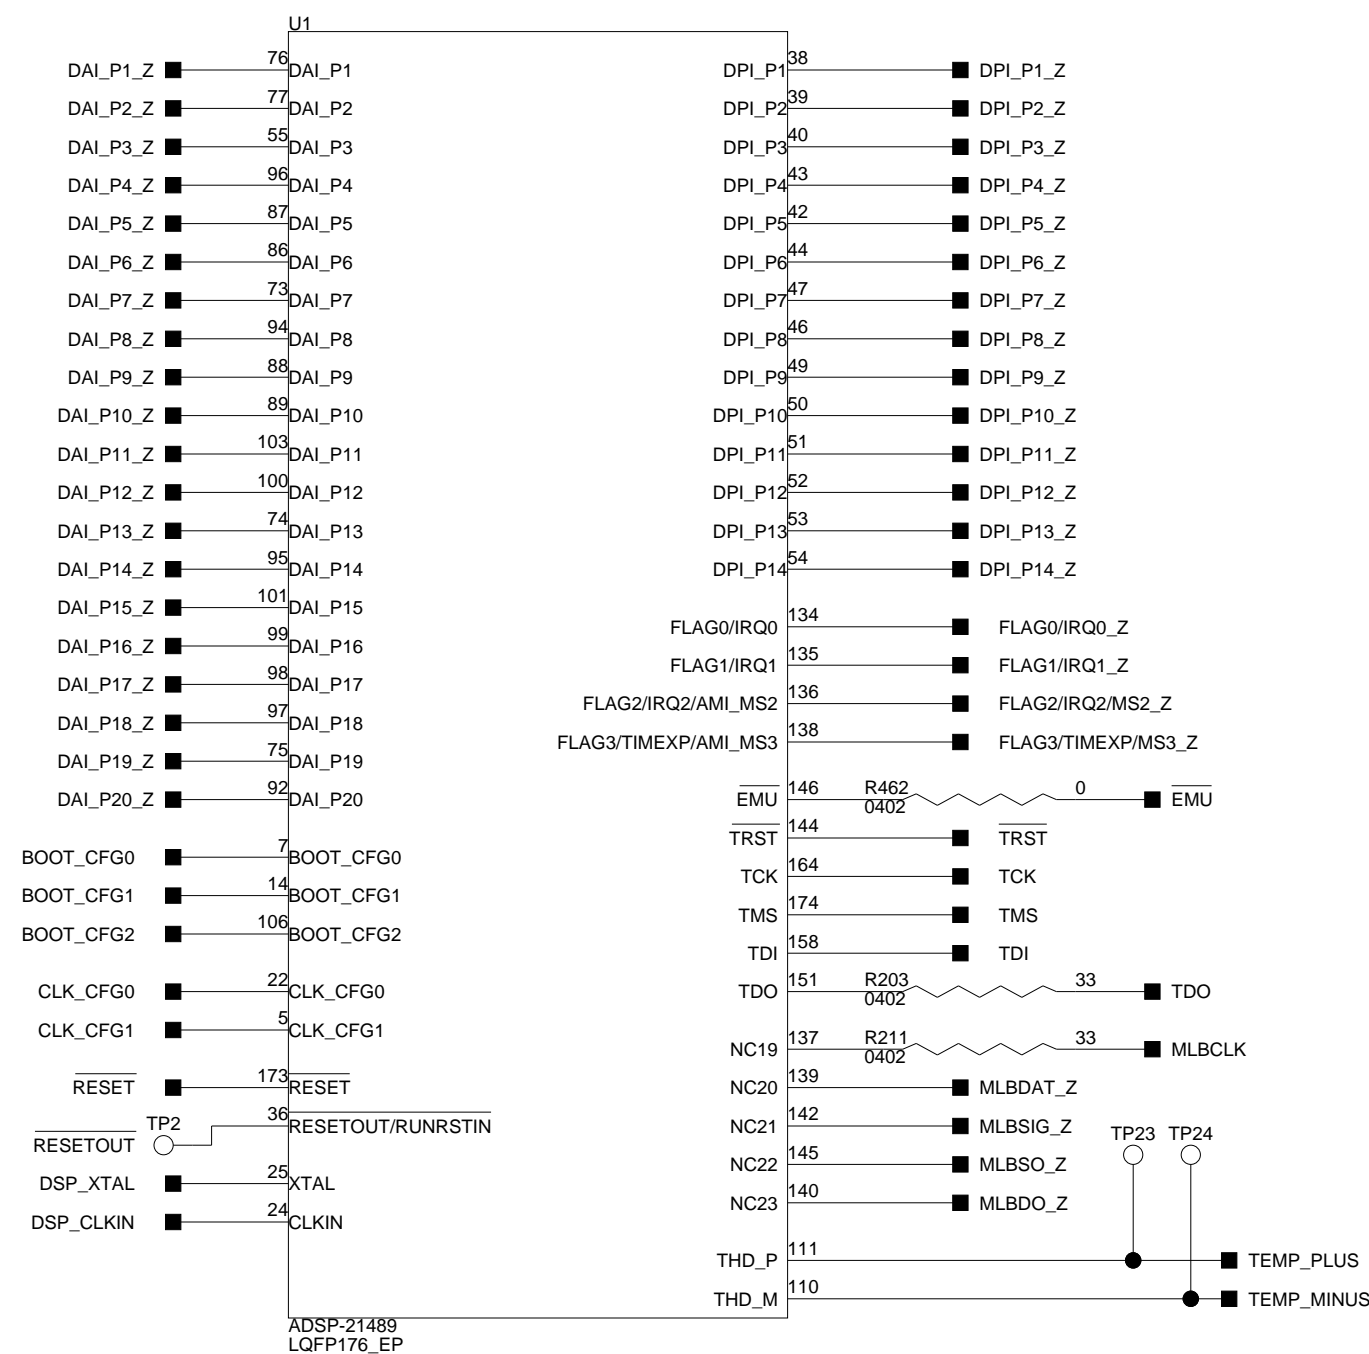 U1
DAI_P1_Z 76 DAI_P1 DPI_P1 38 DPI_P1_Z
DAI_P2_Z 77 DAI_P2 DPI_P2 39 DPI_P2_Z
DAI_P3_Z 55 DAI_P3 DPI_P3 40 DPI_P3_Z
DAI_P4_Z 96 DAI_P4 DPI_P4 43 DPI_P4_Z
DAI_P5_Z 87 DAI_P5 DPI_P5 42 DPI_P5_Z
DAI_P6_Z 86 DAI_P6 DPI_P6 44 DPI_P6_Z
DAI_P7_Z 73 DAI_P7 DPI_P7 47 DPI_P7_Z
DAI_P8_Z 94 DAI_P8 DPI_P8 46 DPI_P8_Z
DAI_P9_Z 88 DAI_P9 DPI_P9 49 DPI_P9_Z
DAI_P10_Z 89 DAI_P10 DPI_P10 50 DPI_P10_Z
DAI_P11_Z 103 DAI_P11 DPI_P11 51 DPI_P11_Z
DAI_P12_Z 100 DAI_P12 DPI_P12 52 DPI_P12_Z
DAI_P13_Z 74 DAI_P13 DPI_P13 53 DPI_P13_Z
DAI_P14_Z 95 DAI_P14 DPI_P14 54 DPI_P14_Z
DAI_P15_Z 101 DAI_P15
FLAG0/IRQ0 134 FLAG0/IRQ0_Z
DAI_P16_Z 99 DAI_P16
FLAG1/IRQ1 135 FLAG1/IRQ1_Z
DAI_P17_Z 98 DAI_P17
FLAG2/IRQ2/AMI_MS2 136 FLAG2/IRQ2/MS2_Z
DAI_P18_Z 97 DAI_P18
FLAG3/TIMEXP/AMI_MS3 138 FLAG3/TIMEXP/MS3_Z
DAI_P19_Z 75 DAI_P19
DAI_P20_Z 92 DAI_P20 EMU 146 R462 0402 0 EMU
TRST 144 TRST
BOOT_CFG0 7 BOOT_CFG0
TCK 164 TCK
BOOT_CFG1 14 BOOT_CFG1
TMS 174 TMS
BOOT_CFG2 106 BOOT_CFG2
TDI 158 TDI
CLK_CFG0 22 CLK_CFG0 TDO 151 R203 0402 33 TDO
CLK_CFG1 5 CLK_CFG1
NC19 137 R211 0402 33 MLBCLK
RESET 173 RESET NC20 139 MLBDAT_Z
RESETOUT TP2 36 RESETOUT/RUNRSTIN NC21 142 MLBSIG_Z
TP23 TP24
NC22 145 MLBSO_Z
DSP_XTAL 25 XTAL
NC23 140 MLBDO_Z
DSP_CLKIN 24 CLKIN
THD_P 111 TEMP_PLUS
THD_M 110 TEMP_MINUS
ADSP-21489
LQFP176_EP